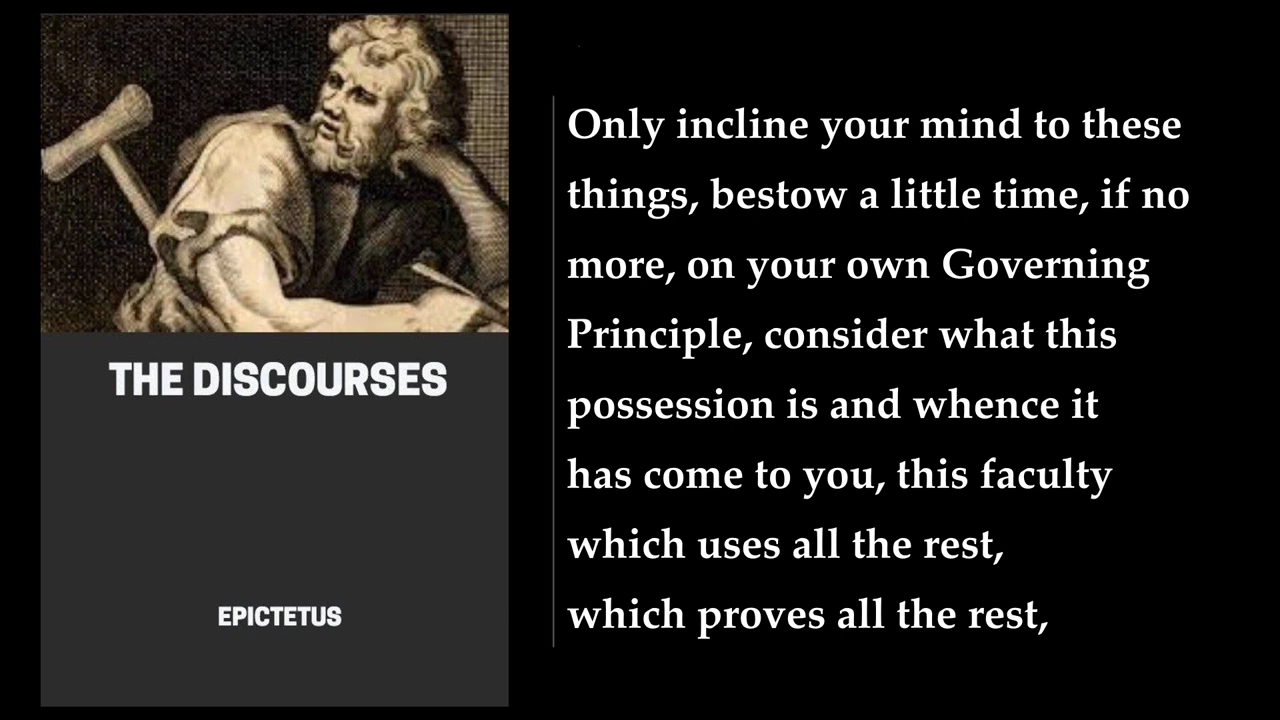 THE DISCOURSES
EPICTETUS
Only incline your mind to these
things, bestow a little time, if no
more, on your own Governing
Principle, consider what this
possession is and whence it
has come to you, this faculty
which uses all the rest,
which proves all the rest,